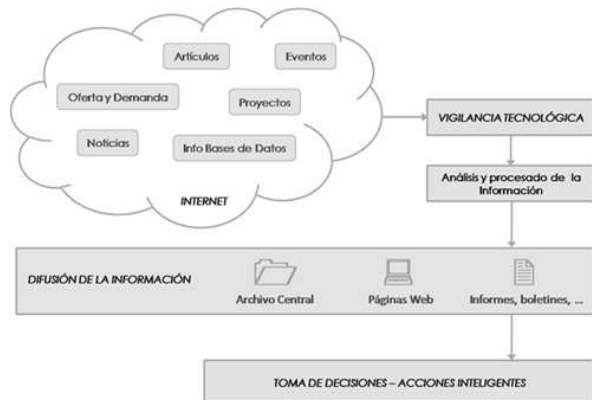 Artículos
Eventos
Oferta y Demanda
Proyectos
Noticias
Info Bases de Datos
INTERNET
VIGILANCIA TECNOLÓGICA
Análisis y procesado de la
Información
DIFUSIÓN DE LA INFORMACIÓN
Archivo Central
Páginas Web
Informes, boletines, ...
TOMA DE DECISIONES – ACCIONES INTELIGENTES